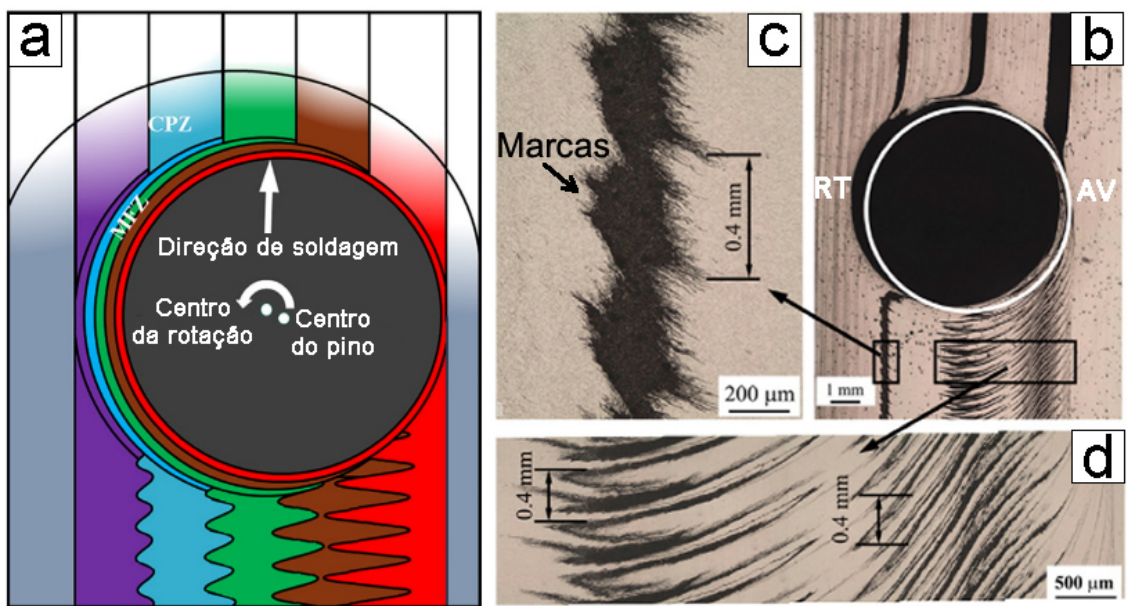 a
CPZ
MFZ
Direção de soldagem
Centro
da rotação
Centro
do pino
c
Marcas
0.4 mm
200 µm
b
RT
AV
1 mm
d
0.4 mm
0.4 mm
500 µm